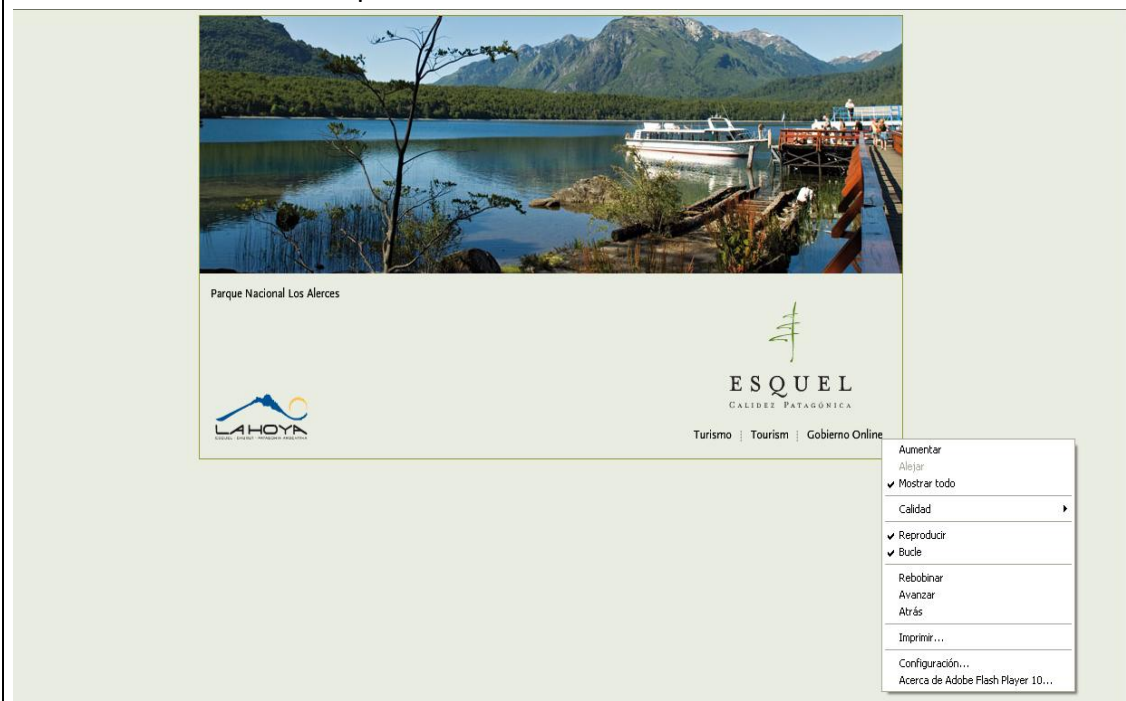 Parque Nacional Los Alerces
ESQUEL
CALIDEZ PATAGÓNICA
LA HOYA
Turismo | Tourism | Gobierno Online
Aumentar
Alejar
Mostrar todo
Calidad
Reproducir
Bucle
Rebobinar
Avanzar
Atrás
Imprimir...
Configuración...
Acerca de Adobe Flash Player 10...